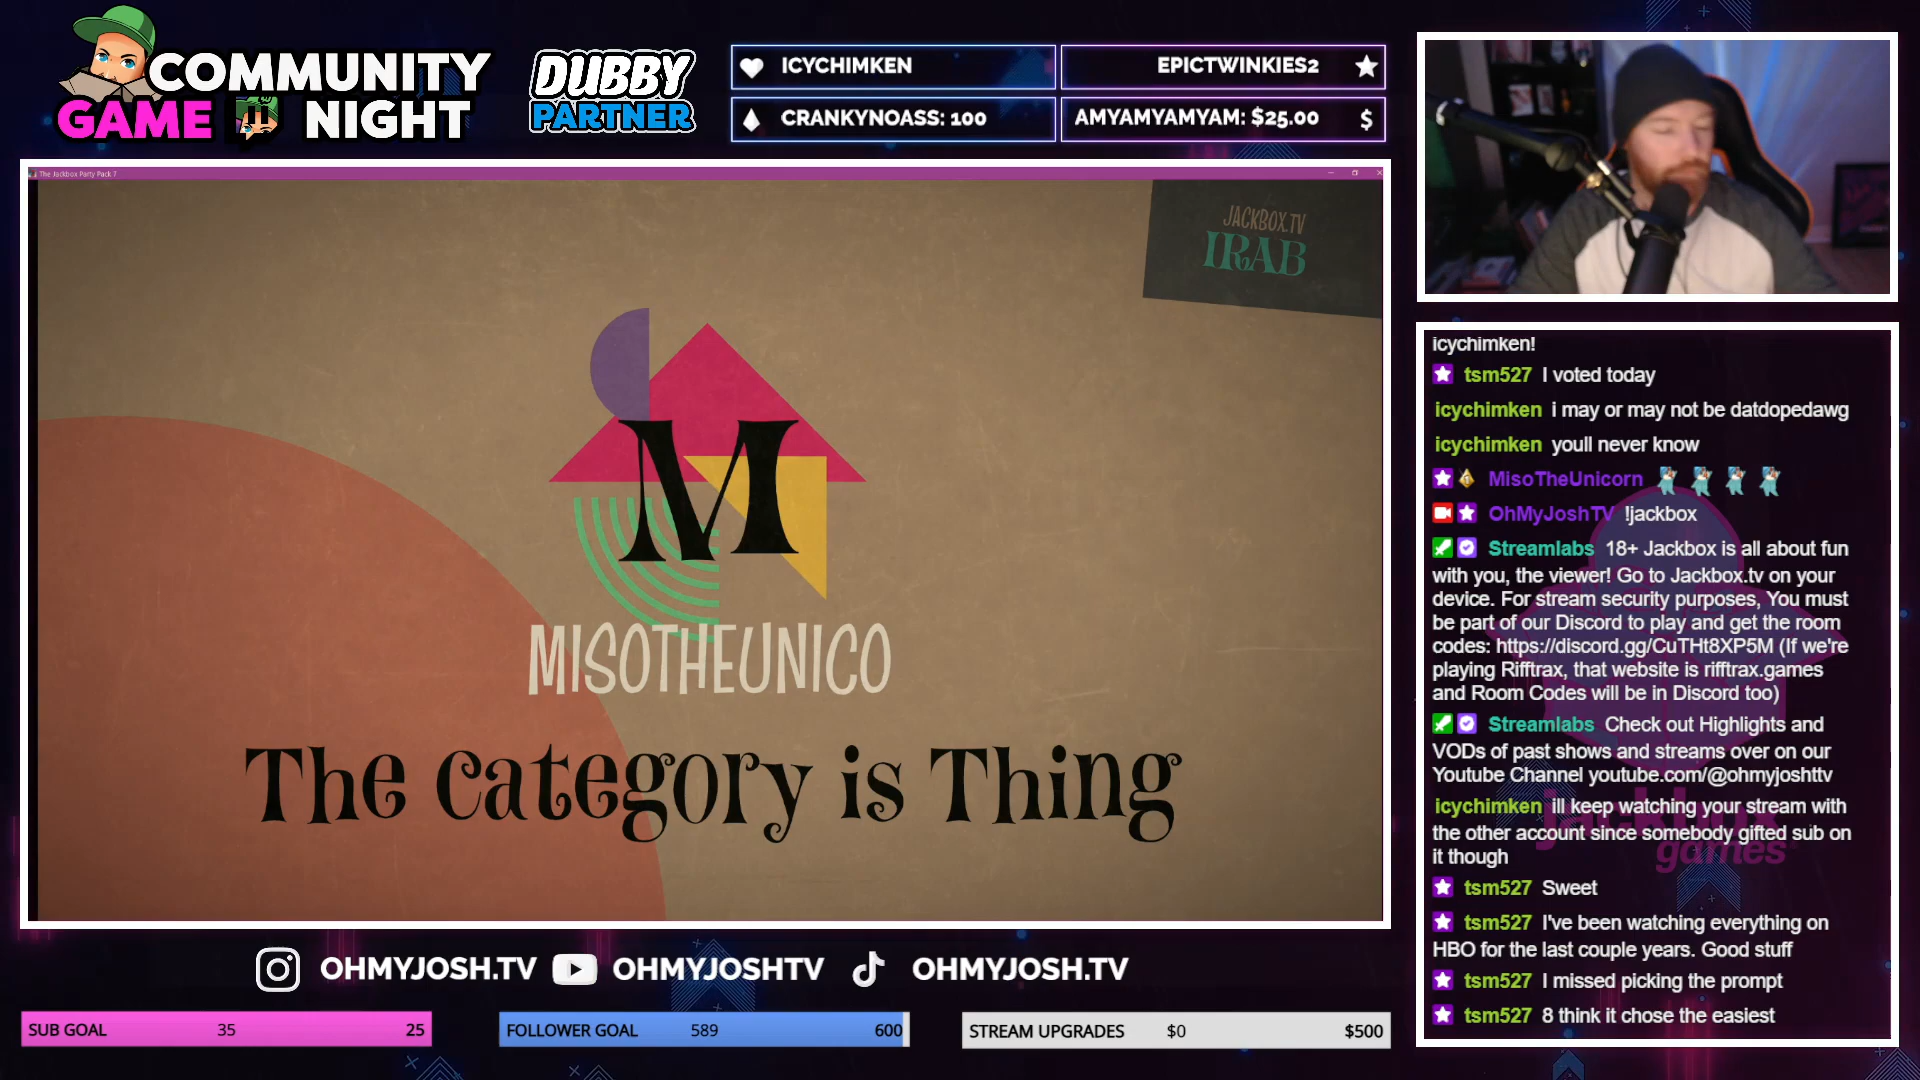 COMMUNITY
GAME NIGHT
DUBBY
PARTNER
ICYCHIMKEN
EPICTWINKIES2
CRANKYNOASS: 100
AMYAMYAMYAM: $25.00
$
The Jackbox Party Pack 7
JACKBOX.TV
IRAB
M
MISOTHEUNICO
The Category is Thing
icychimken!
tsm527 I voted today
icychimken i may or may not be datdopedawg
icychimken youll never know
MisoTheUnicorn
OhMyJoshTV !jackbox
Streamlabs 18+ Jackbox is all about fun
with you, the viewer! Go to Jackbox.tv on your
device. For stream security purposes, You must
be part of our Discord to play and get the room
codes: https://discord.gg/CuTHt8XP5M (If we're
playing Rifftrax, that website is rifftrax.games
and Room Codes will be in Discord too)
Streamlabs Check out Highlights and
VODs of past shows and streams over on our
Youtube Channel youtube.com/@ohmyjoshttv
icychimken ill keep watching your stream with
the other account since somebody gifted sub on
it though
tsm527 Sweet
tsm527 I've been watching everything on
HBO for the last couple years. Good stuff
tsm527 I missed picking the prompt
tsm527 8 think it chose the easiest
jackbox
games
OHMYJOSH.TV
OHMYJOSHTV
OHMYJOSH.TV
SUB GOAL 35 25
FOLLOWER GOAL 589 600
STREAM UPGRADES $0 $500